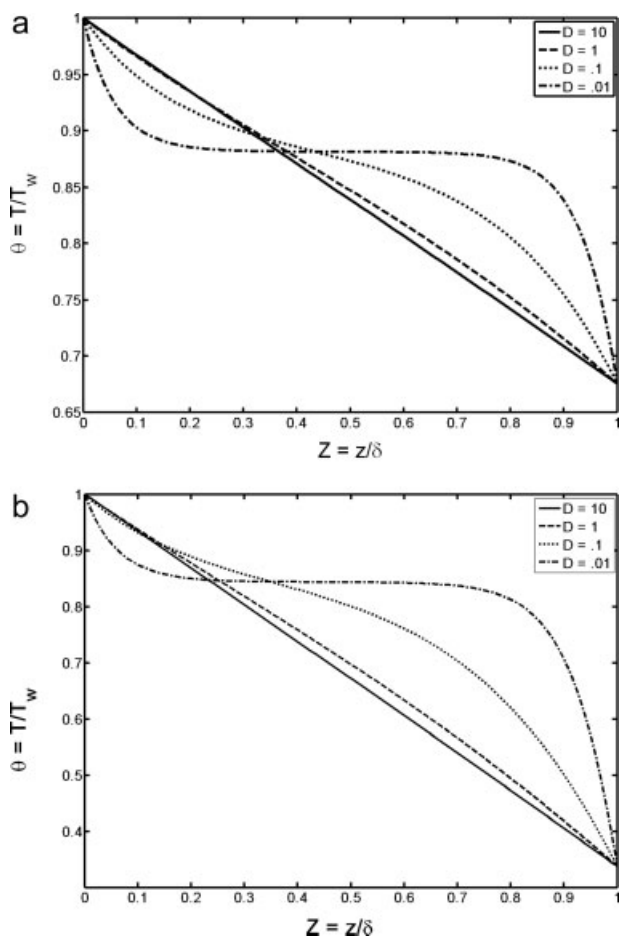 a
D = 10
D = 1
D = .1
D = .01
1
0.95
0.9
0.85
0.8
0.75
0.7
0.65
θ = T/T_w
0 0.1 0.2 0.3 0.4 0.5 0.6 0.7 0.8 0.9 1
Z = z/δ
b
D = 10
D = 1
D = .1
D = .01
1
0.9
0.8
0.7
0.6
0.5
0.4
θ = T/T_w
0 0.1 0.2 0.3 0.4 0.5 0.6 0.7 0.8 0.9 1
Z = z/δ